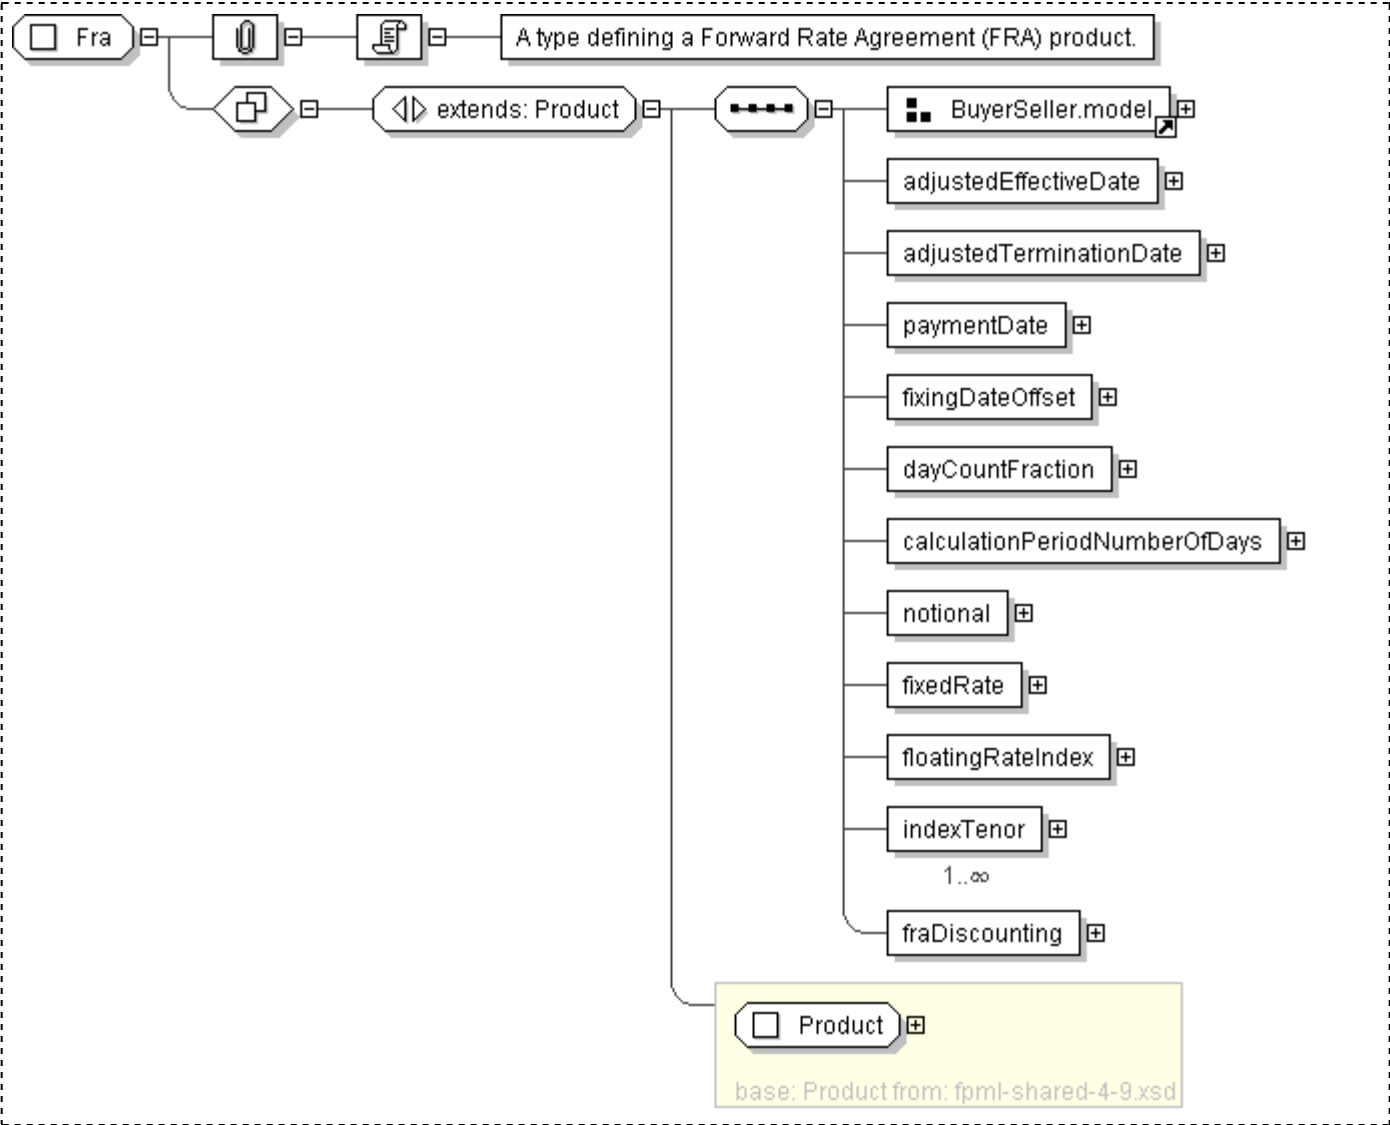 Fra
A type defining a Forward Rate Agreement (FRA) product.
extends: Product
BuyerSeller.model
adjustedEffectiveDate
adjustedTerminationDate
paymentDate
fixingDateOffset
dayCountFraction
calculationPeriodNumberOfDays
notional
fixedRate
floatingRateIndex
indexTenor
1..∞
fraDiscounting
Product
base: Product from: fpml-shared-4-9.xsd